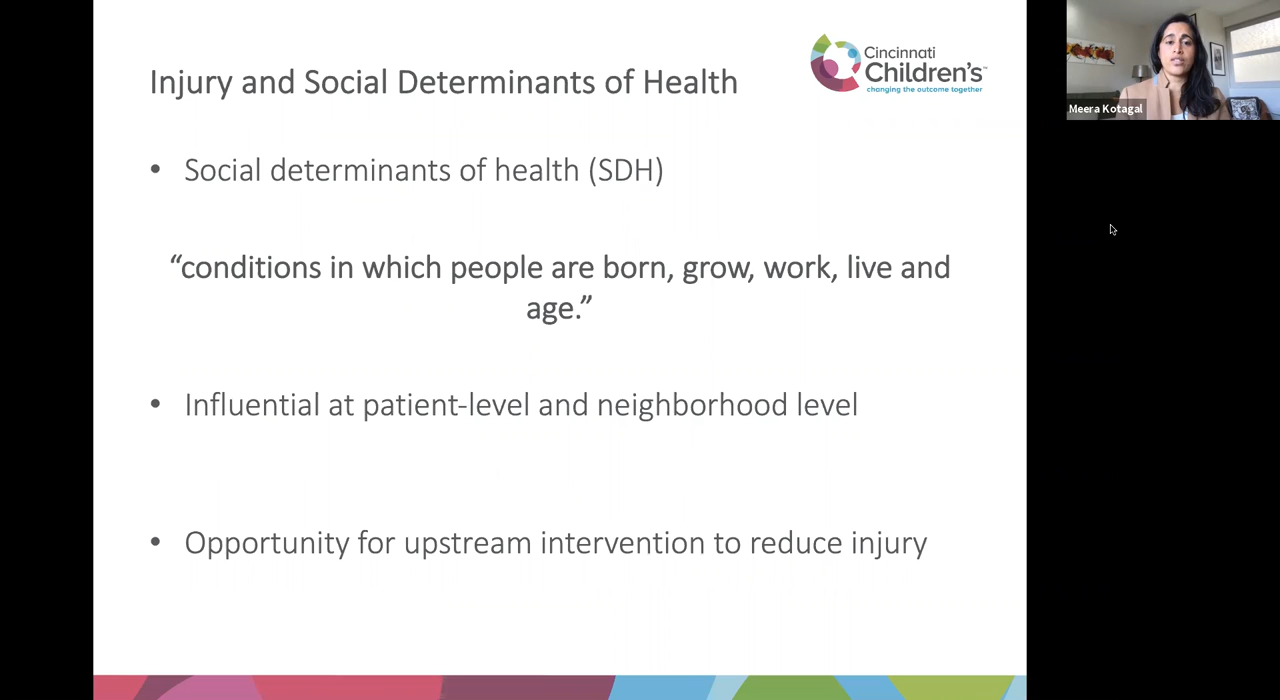 Injury and Social Determinants of Health
Cincinnati
Children's™
changing the outcome together
Meera Kotagal
• Social determinants of health (SDH)
“conditions in which people are born, grow, work, live and
age.”
• Influential at patient-level and neighborhood level
• Opportunity for upstream intervention to reduce injury